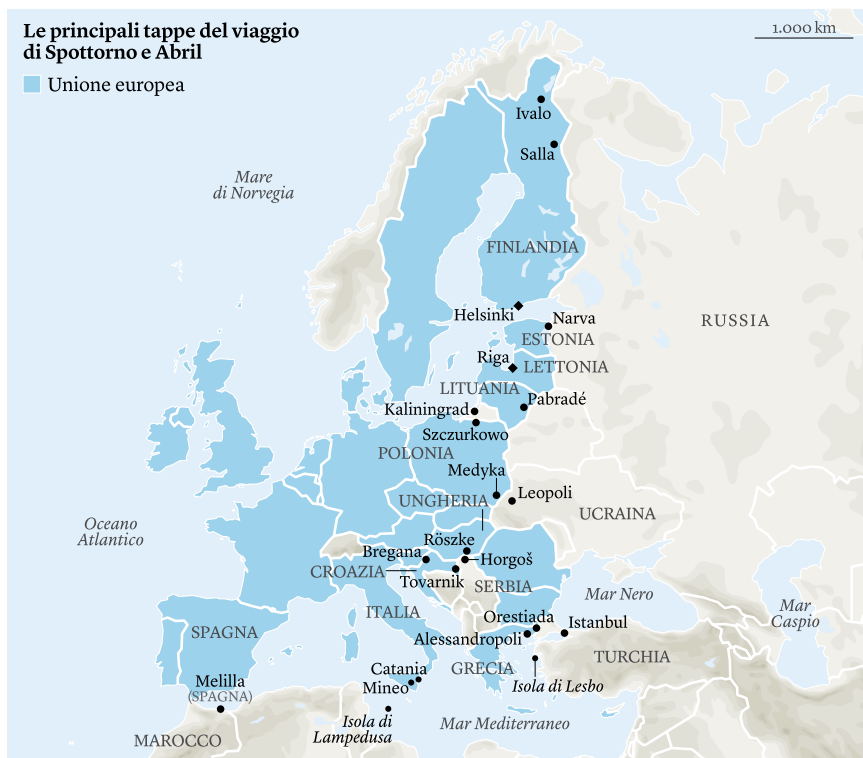 Le principali tappe del viaggio
di Spottorno e Abril
Unione europea
1.000 km
Ivalo
Salla
Mare
di Norvegia
FINLANDIA
Helsinki
Narva
RUSSIA
ESTONIA
Riga
LETTONIA
LITUANIA
Pabradé
Kaliningrad
Szczurkowo
POLONIA
Medyka
Leopoli
UNGHERIA
UCRAINA
Oceano
Atlantico
Röszke
Bregana
Horgoš
CROAZIA
Tovarnik
SERBIA
Mar Nero
Mar
Caspio
ITALIA
Orestiada
Istanbul
SPAGNA
Alessandropoli
TURCHIA
GRECIA
Catania
Melilla
(SPAGNA)
Mineo
Isola di Lesbo
Isola di
Lampedusa
Mar Mediterraneo
MAROCCO